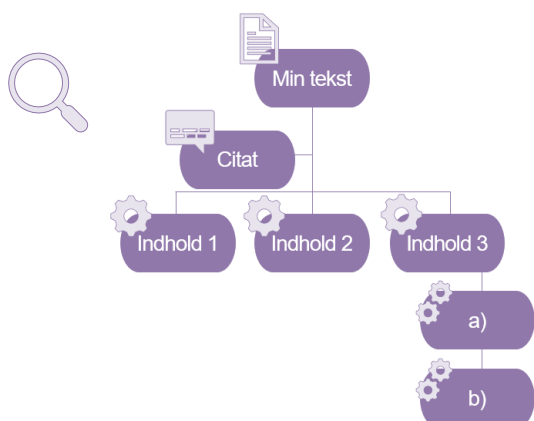 Min tekst
Citat
Indhold 1
Indhold 2
Indhold 3
a)
b)